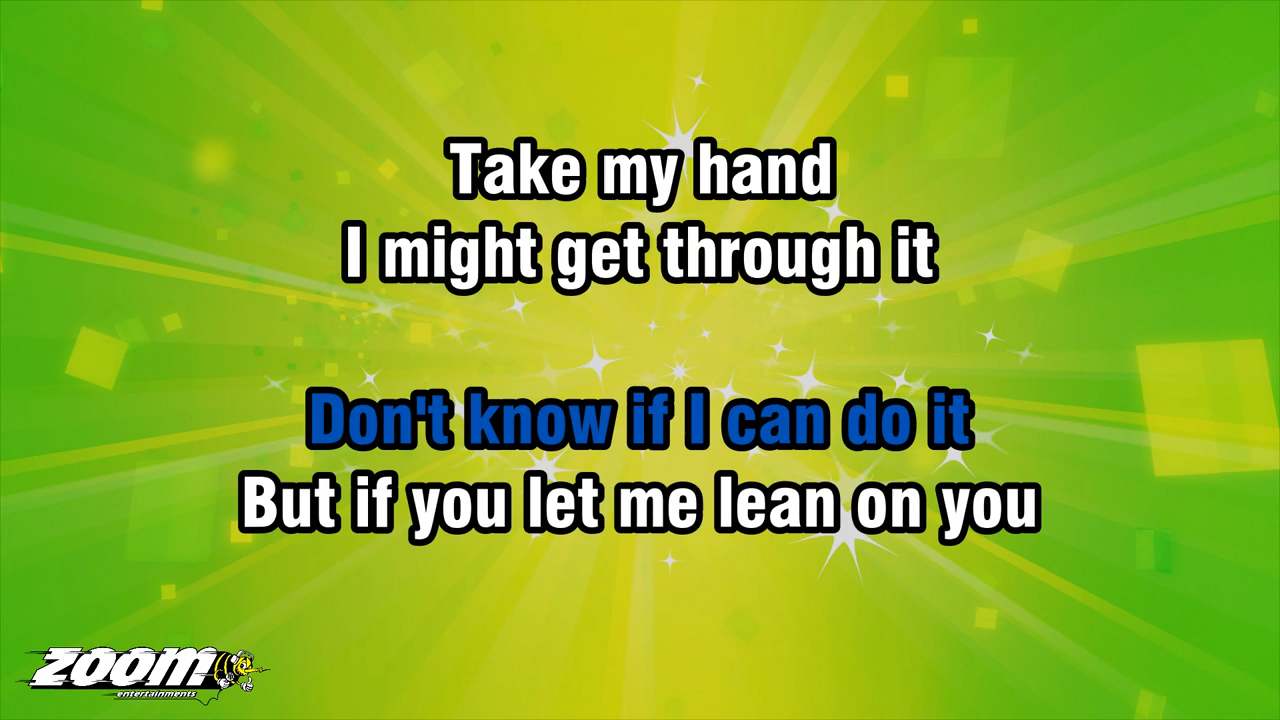 Take my hand
I might get through it
Don't know if I can do it
But if you let me lean on you
ZOOM
entertainments